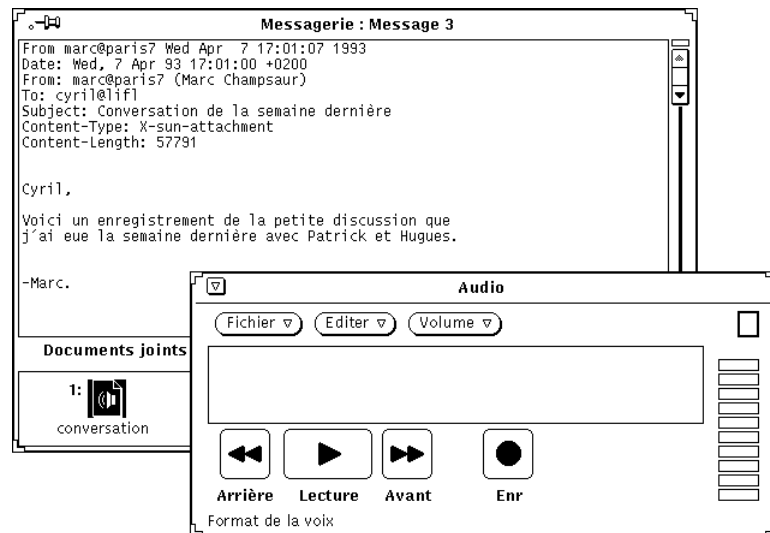 Messagerie : Message 3
From marc@paris7 Wed Apr  7 17:01:07 1993
Date: Wed, 7 Apr 93 17:01:00 +0200
From: marc@paris7 (Marc Champsaur)
To: cyril@lifl
Subject: Conversation de la semaine dernière
Content-Type: X-sun-attachment
Content-Length: 57791
Cyril,
Voici un enregistrement de la petite discussion que
j´ai eue la semaine dernière avec Patrick et Hugues.
-Marc.
Documents joints
1:
conversation
Audio
Fichier Editer Volume
Arrière Lecture Avant Enr
Format de la voix